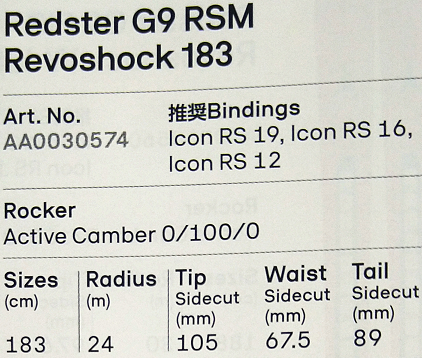 Redster G9 RSM
Revoshock 183
Art. No.
AA0030574
推奨Bindings
Icon RS 19, Icon RS 16,
Icon RS 12
Rocker
Active Camber 0/100/0
Sizes Radius Tip Waist Tail
(cm) (m) Sidecut Sidecut Sidecut
(mm) (mm) (mm)
183 24 105 67.5 89